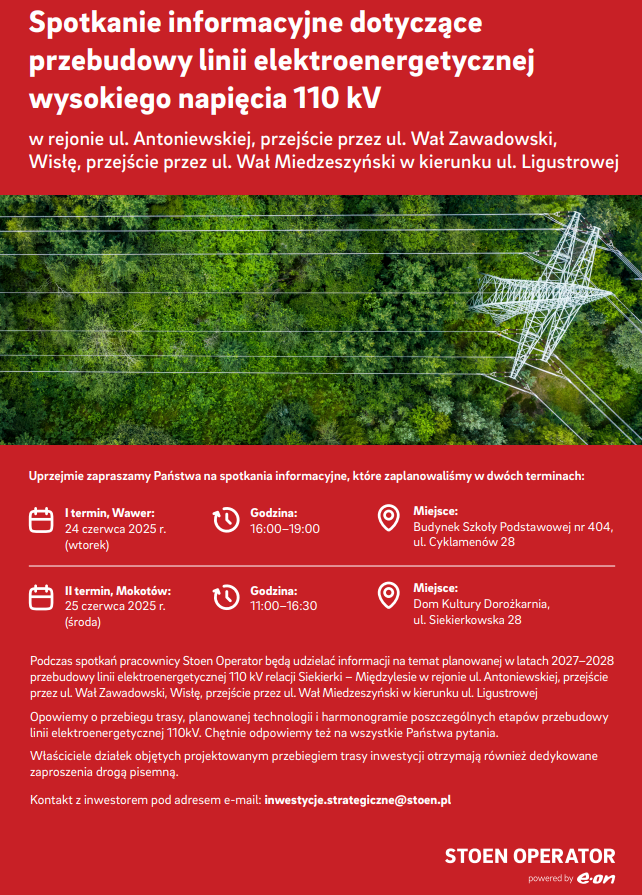 Spotkanie informacyjne dotyczące
przebudowy linii elektroenergetycznej
wysokiego napięcia 110 kV
w rejonie ul. Antoniewskiej, przejście przez ul. Wał Zawadowski,
Wisłę, przejście przez ul. Wał Miedzeszyński w kierunku ul. Ligustrowej
Uprzejmie zapraszamy Państwa na spotkania informacyjne, które zaplanowaliśmy w dwóch terminach:
I termin, Wawer:
24 czerwca 2025 r.
(wtorek)
Godzina:
16:00–19:00
Miejsce:
Budynek Szkoły Podstawowej nr 404,
ul. Cyklamenów 28
II termin, Mokotów:
25 czerwca 2025 r.
(środa)
Godzina:
11:00–16:30
Miejsce:
Dom Kultury Dorożkarnia,
ul. Siekierkowska 28
Podczas spotkań pracownicy Stoen Operator będą udzielać informacji na temat planowanej w latach 2027–2028
przebudowy linii elektroenergetycznej 110 kV relacji Siekierki – Międzylesie w rejonie ul. Antoniewskiej, przejście
przez ul. Wał Zawadowski, Wisłę, przejście przez ul. Wał Miedzeszyński w kierunku ul. Ligustrowej
Opowiemy o przebiegu trasy, planowanej technologii i harmonogramie poszczególnych etapów przebudowy
linii elektroenergetycznej 110kV. Chętnie odpowiemy też na wszystkie Państwa pytania.
Właściciele działek objętych projektowanym przebiegiem trasy inwestycji otrzymają również dedykowane
zaproszenia drogą pisemną.
Kontakt z inwestorem pod adresem e-mail: inwestycje.strategiczne@stoen.pl
STOEN OPERATOR
powered by e·on